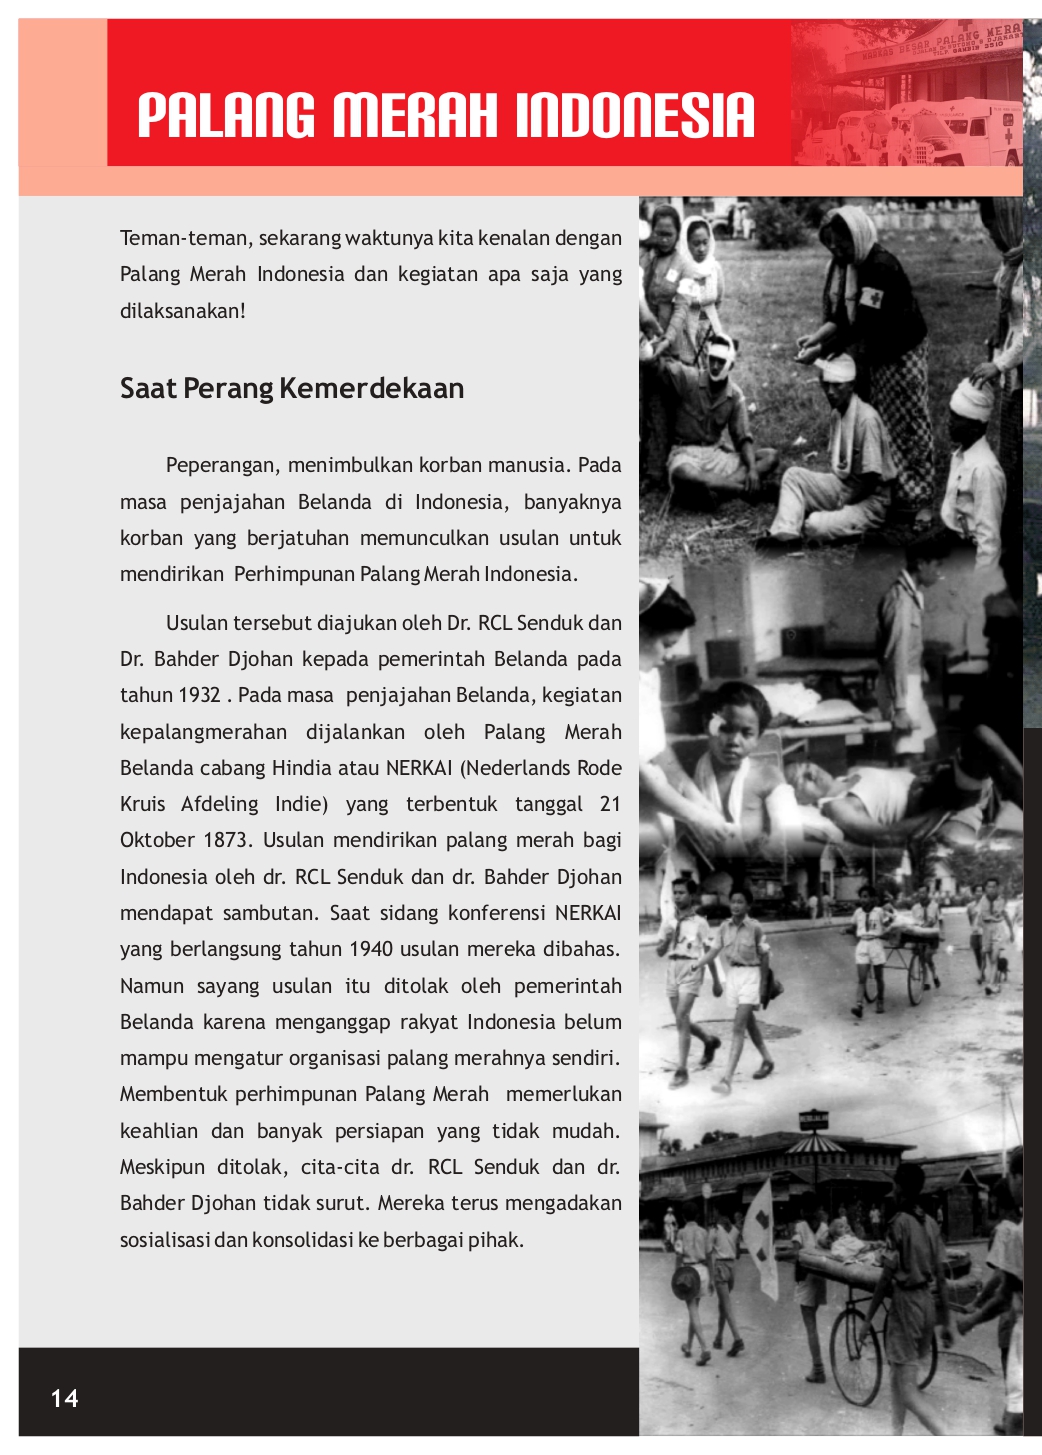 PALANG MERAH INDONESIA
MARKAS BESAR PALANG MERA
Teman-teman, sekarang waktunya kita kenalan dengan
Palang Merah Indonesia dan kegiatan apa saja yang
dilaksanakan!
Saat Perang Kemerdekaan
Peperangan, menimbulkan korban manusia. Pada
masa penjajahan Belanda di Indonesia, banyaknya
korban yang berjatuhan memunculkan usulan untuk
mendirikan Perhimpunan Palang Merah Indonesia.
Usulan tersebut diajukan oleh Dr. RCL Senduk dan
Dr. Bahder Djohan kepada pemerintah Belanda pada
tahun 1932 . Pada masa penjajahan Belanda, kegiatan
kepalangmerahan dijalankan oleh Palang Merah
Belanda cabang Hindia atau NERKAI (Nederlands Rode
Kruis Afdeling Indie) yang terbentuk tanggal 21
Oktober 1873. Usulan mendirikan palang merah bagi
Indonesia oleh dr. RCL Senduk dan dr. Bahder Djohan
mendapat sambutan. Saat sidang konferensi NERKAI
yang berlangsung tahun 1940 usulan mereka dibahas.
Namun sayang usulan itu ditolak oleh pemerintah
Belanda karena menganggap rakyat Indonesia belum
mampu mengatur organisasi palang merahnya sendiri.
Membentuk perhimpunan Palang Merah memerlukan
keahlian dan banyak persiapan yang tidak mudah.
Meskipun ditolak, cita-cita dr. RCL Senduk dan dr.
Bahder Djohan tidak surut. Mereka terus mengadakan
sosialisasi dan konsolidasi ke berbagai pihak.
14